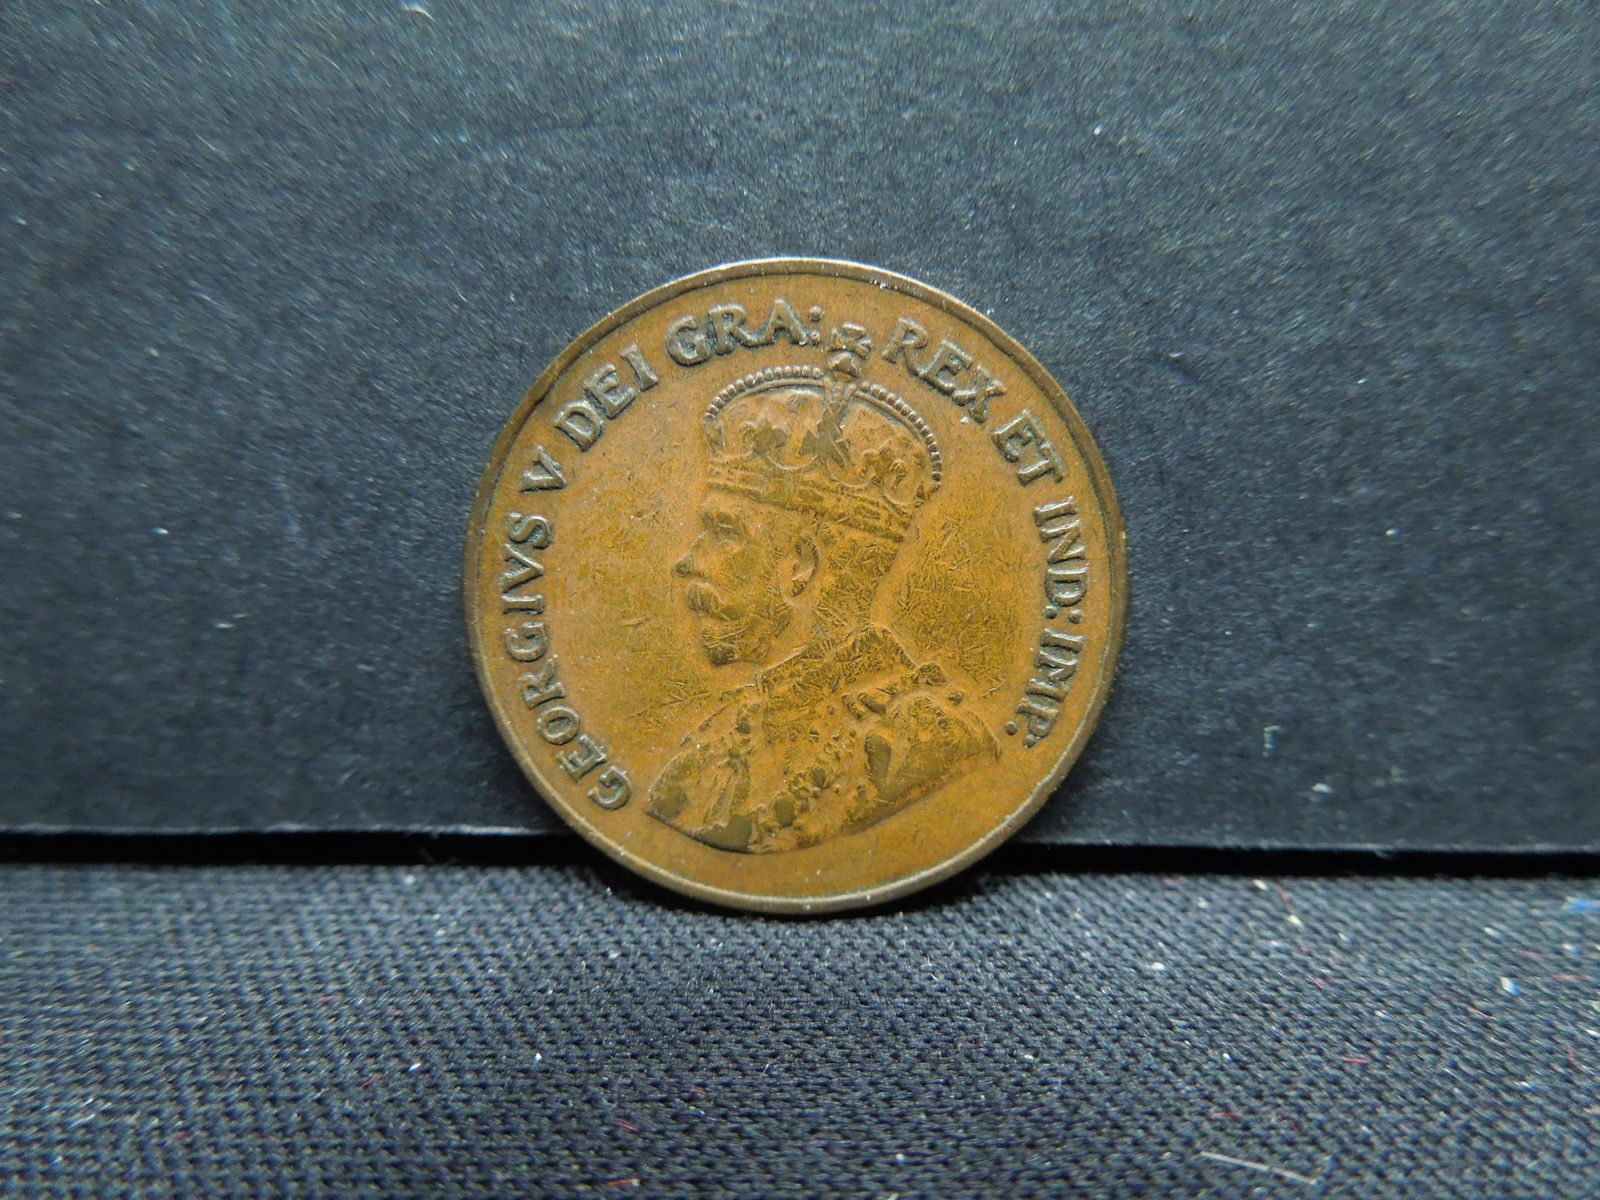 GEORGIVS V DEI GRA: REX ET IND: IMP: